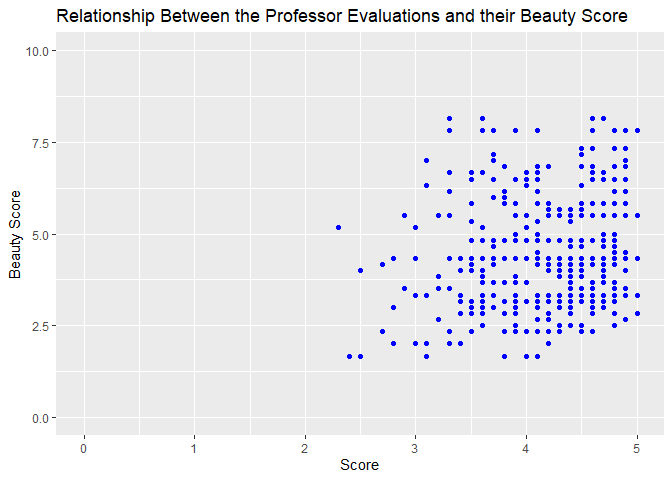 Relationship Between the Professor Evaluations and their Beauty Score
10.0
7.5
5.0
2.5
0.0
Beauty Score
0 1 2 3 4 5
Score